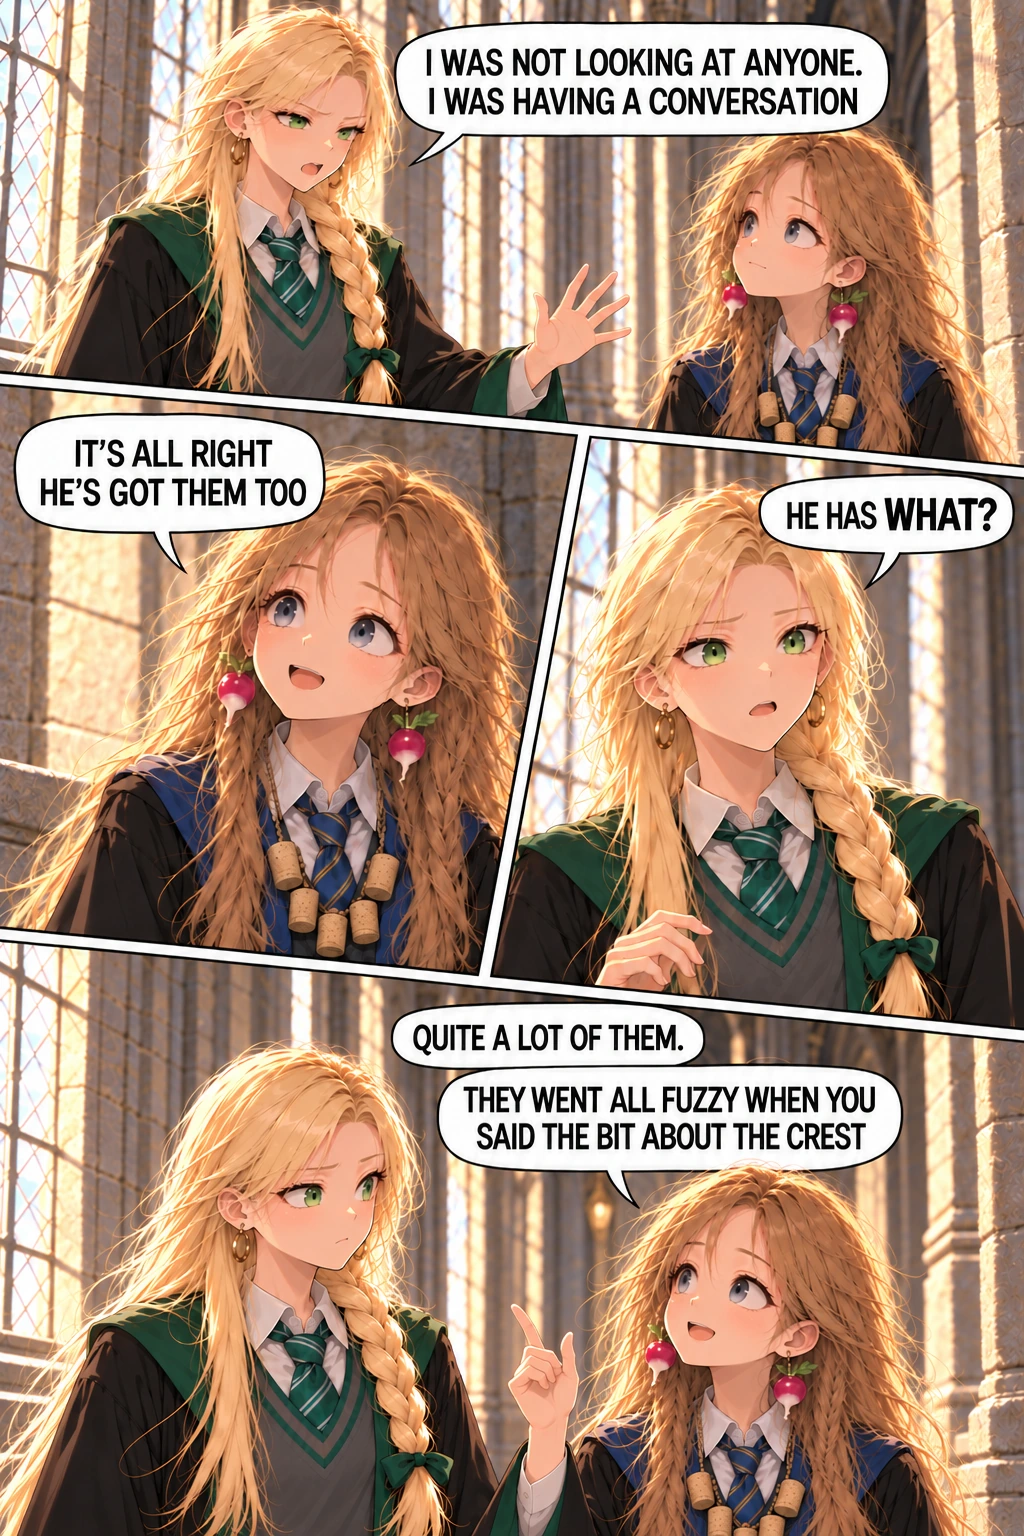 I WAS NOT LOOKING AT ANYONE.
I WAS HAVING A CONVERSATION
IT'S ALL RIGHT
HE'S GOT THEM TOO
HE HAS WHAT?
QUITE A LOT OF THEM.
THEY WENT ALL FUZZY WHEN YOU
SAID THE BIT ABOUT THE CREST